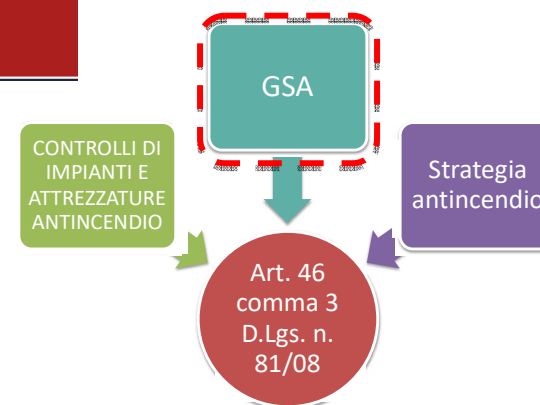 GSA
CONTROLLI DI
IMPIANTI E
ATTREZZATURE
ANTINCENDIO
Strategia
antincendio
Art. 46
comma 3
D.Lgs. n.
81/08